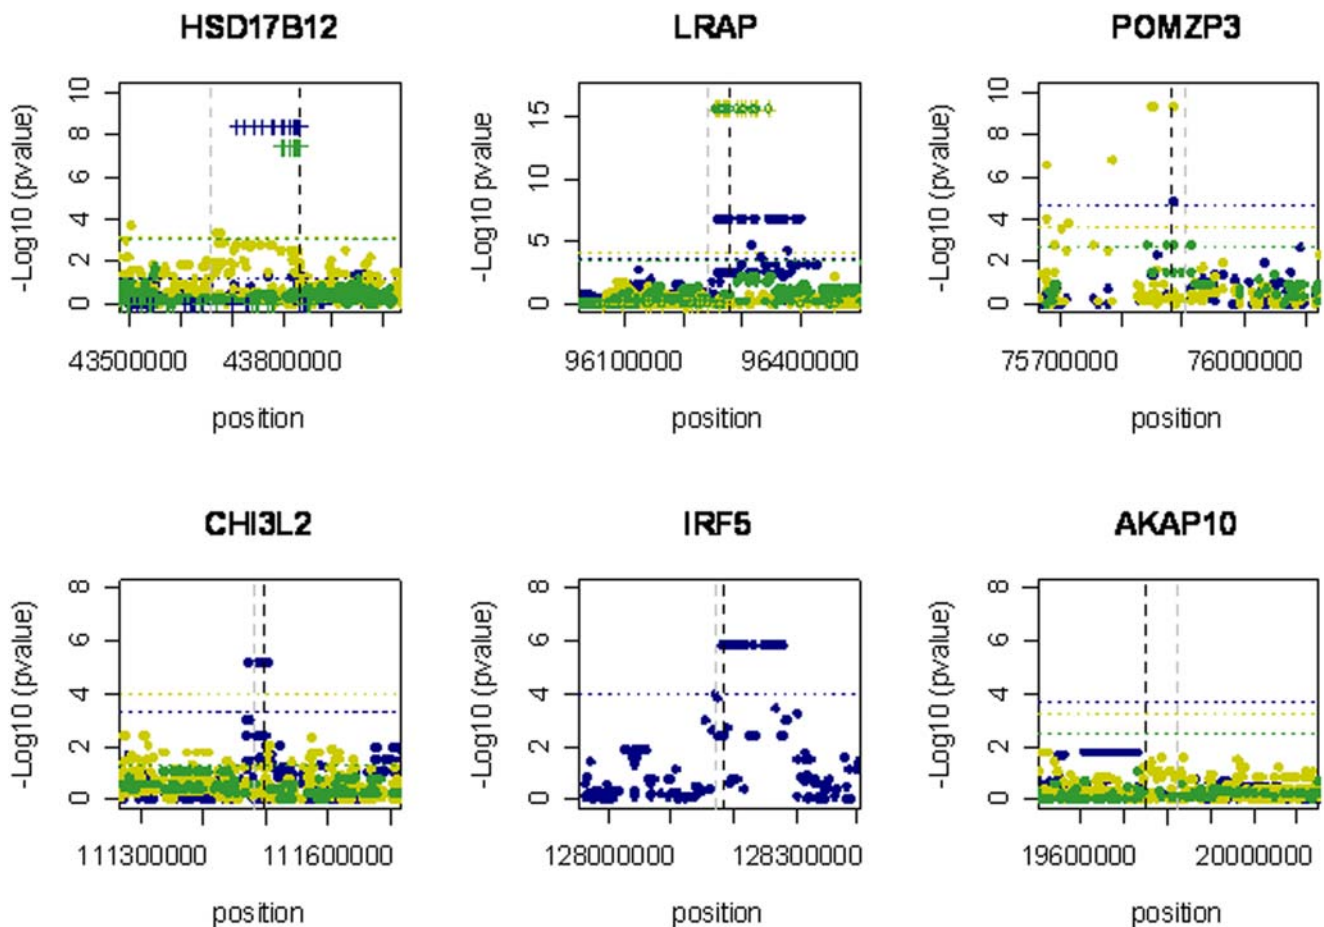 HSD17B12 LRAP POMZP3
-Log10 (pvalue)
0 2 4 6 8 10
43500000 43800000
position
-Log10 pvalue
0 5 10 15
96100000 96400000
position
-Log10 (pvalue)
0 2 4 6 8 10
75700000 76000000
position
CHI3L2 IRF5 AKAP10
-Log10 (pvalue)
0 2 4 6 8
111300000 111600000
position
-Log10 (pvalue)
0 2 4 6 8
128000000 128300000
position
-Log10 (pvalue)
0 2 4 6 8
19600000 20000000
position